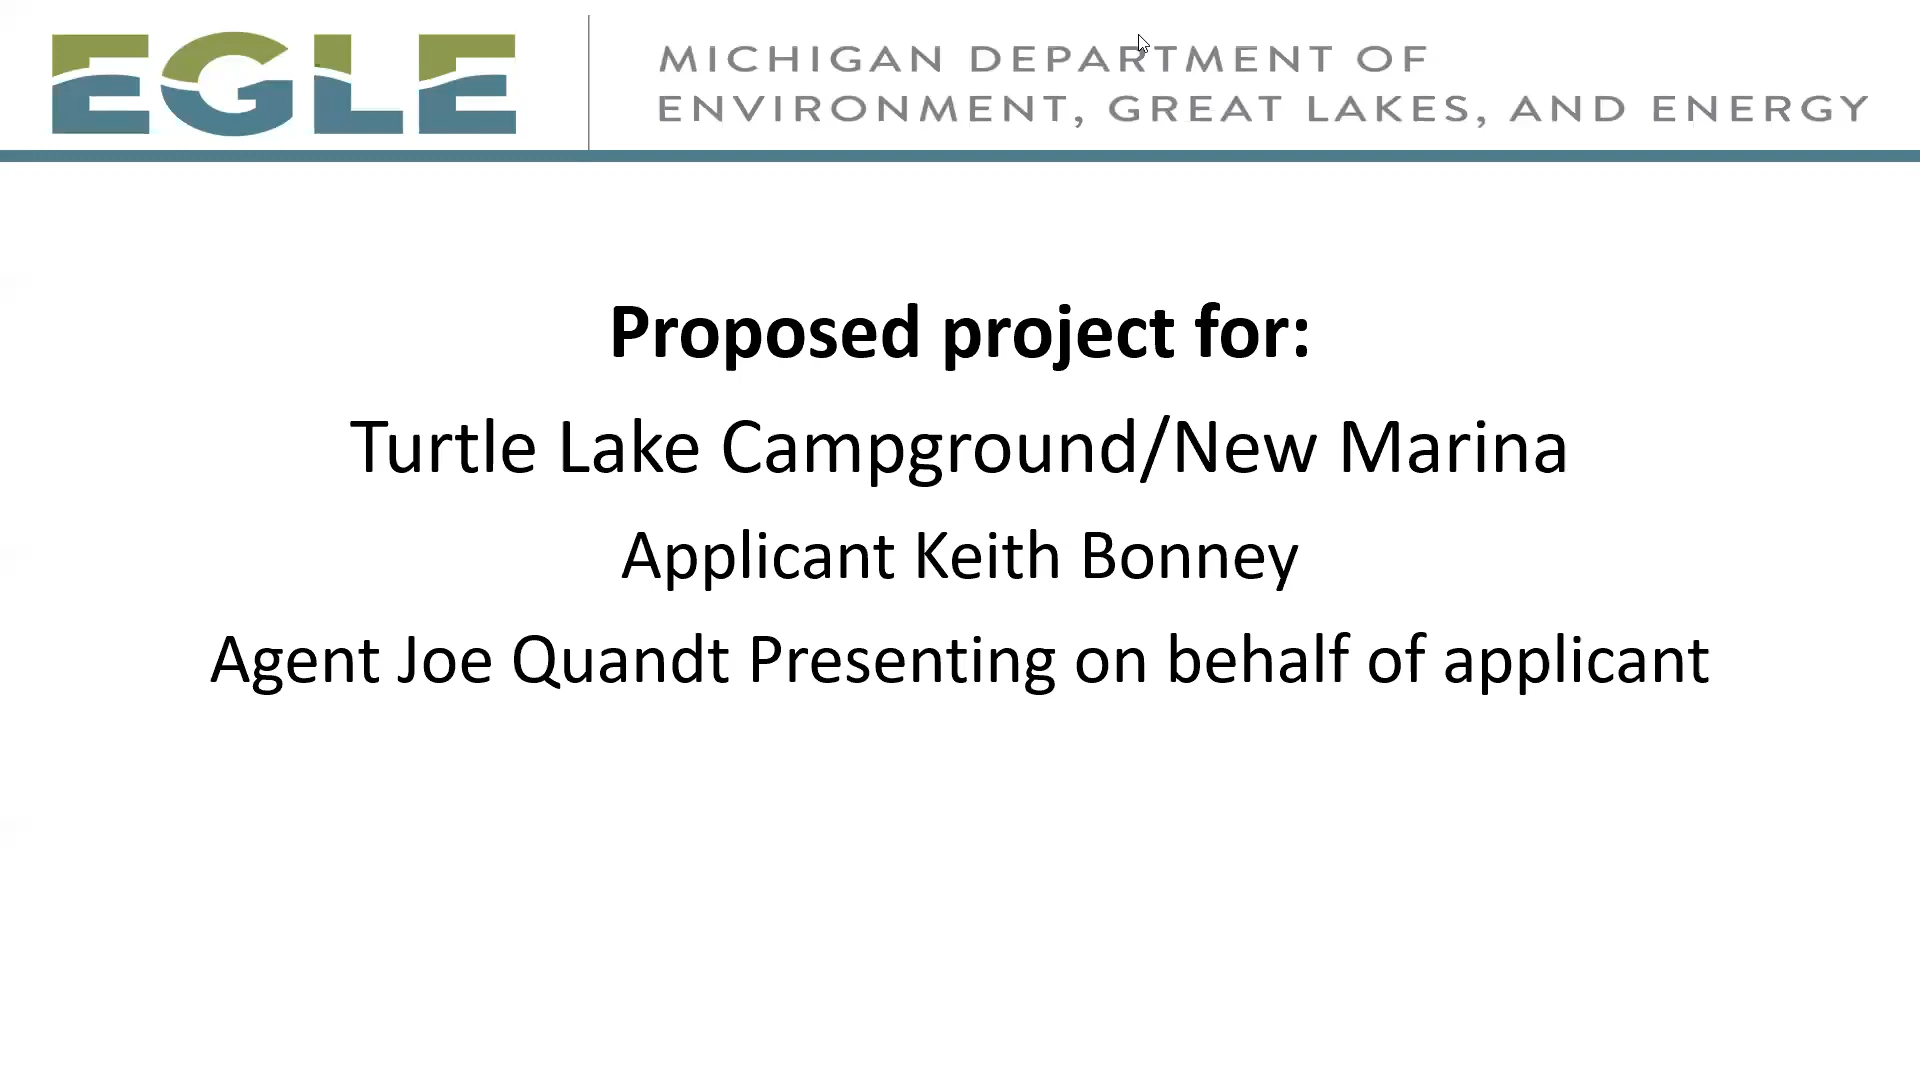 EGLE
MICHIGAN DEPARTMENT OF
ENVIRONMENT, GREAT LAKES, AND ENERGY
Proposed project for:
Turtle Lake Campground/New Marina
Applicant Keith Bonney
Agent Joe Quandt Presenting on behalf of applicant